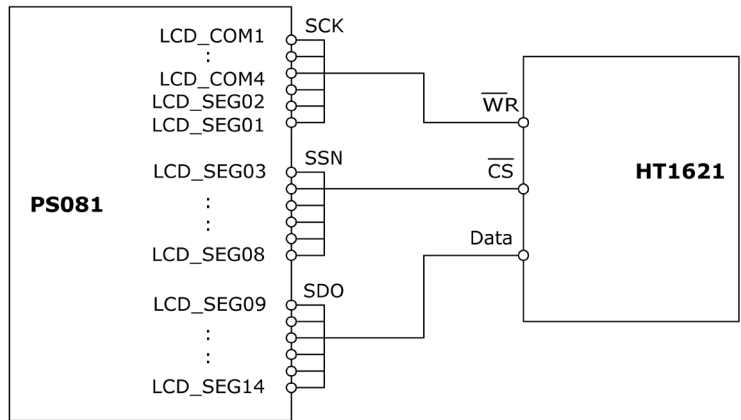 SCK
LCD_COM1
:
LCD_COM4
LCD_SEG02
LCD_SEG01
WR
SSN
LCD_SEG03
CS
HT1621
PS081
:
:
LCD_SEG08
Data
SDO
LCD_SEG09
:
:
LCD_SEG14